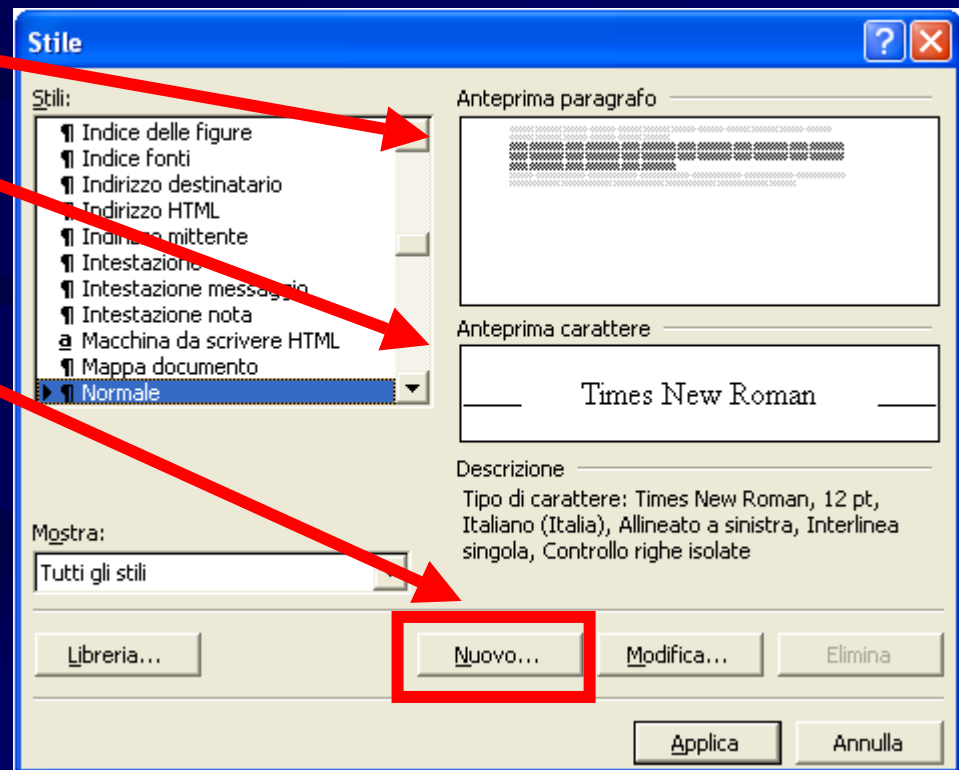 Stile
Stili:
¶ Indice delle figure
¶ Indice fonti
¶ Indirizzo destinatario
¶ Indirizzo HTML
¶ Indirizzo mittente
¶ Intestazione
¶ Intestazione messaggio
¶ Intestazione nota
a Macchina da scrivere HTML
¶ Mappa documento
¶ Normale
Mostra:
Tutti gli stili
Anteprima paragrafo
Anteprima carattere
Times New Roman
Descrizione
Tipo di carattere: Times New Roman, 12 pt,
Italiano (Italia), Allineato a sinistra, Interlinea
singola, Controllo righe isolate
Libreria... Nuovo... Modifica... Elimina
Applica Annulla